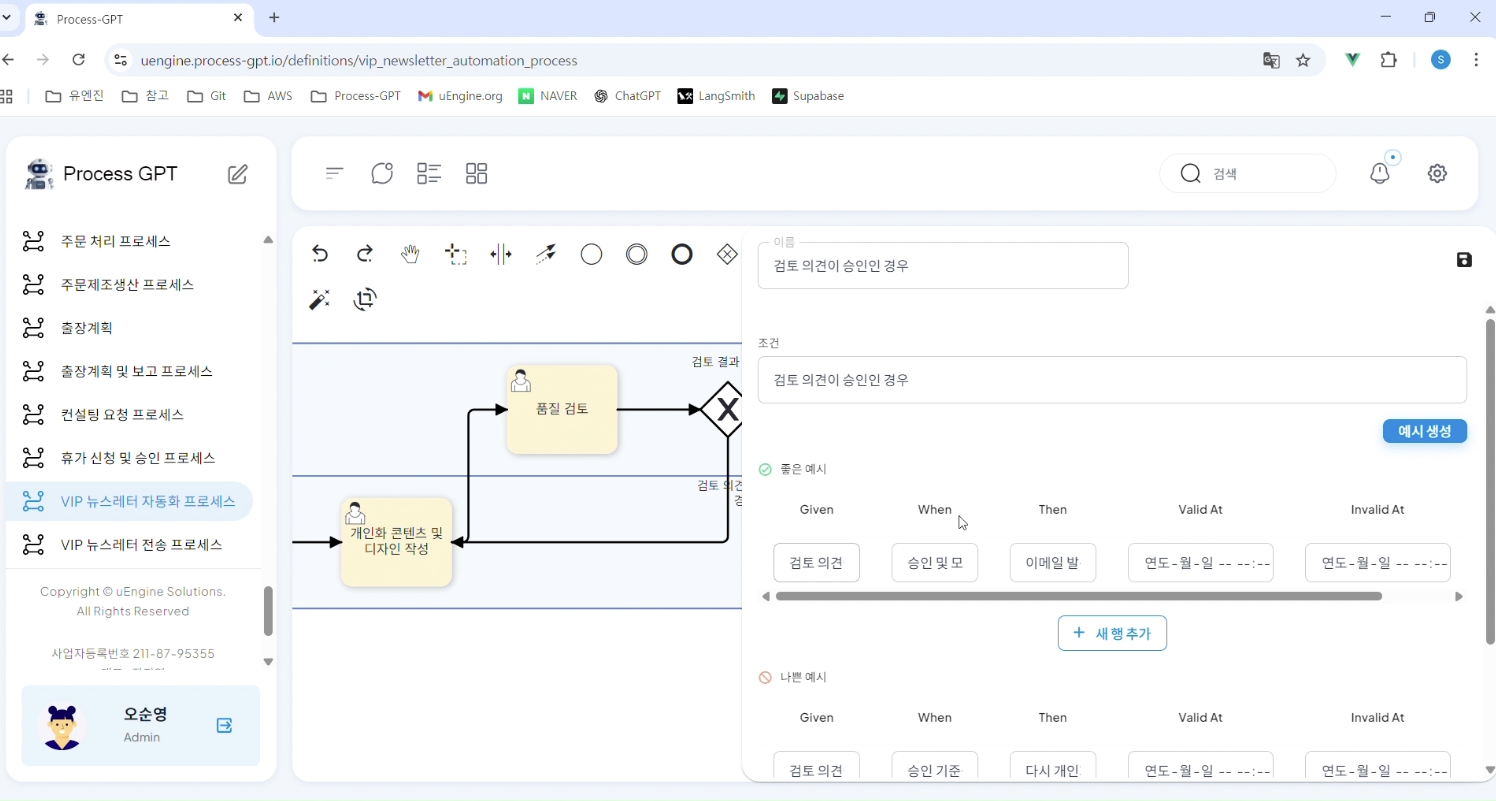 Process-GPT
uengine.process-gpt.io/definitions/vip_newsletter_automation_process
S
유엔진 참고 Git AWS Process-GPT uEngine.org NAVER ChatGPT LangSmith Supabase
Process GPT
주문 처리 프로세스
주문제조생산 프로세스
출장계획
출장계획 및 보고 프로세스
컨설팅 요청 프로세스
휴가 신청 및 승인 프로세스
VIP 뉴스레터 자동화 프로세스
VIP 뉴스레터 전송 프로세스
Copyright © uEngine Solutions.
All Rights Reserved
사업자등록번호 211-87-95355
오순영
Admin
검색
검토 결과
품질 검토
검토 의견
경
개인화 콘텐츠 및
디자인 작성
이름
검토 의견이 승인인 경우
조건
검토 의견이 승인인 경우
예시 생성
좋은 예시
Given When Then Valid At Invalid At
검토 의견 승인 및 모 이메일 발 연도-월-일 -- --:-- 연도-월-일 -- --:--
+ 새 행 추가
나쁜 예시
Given When Then Valid At Invalid At
검토 의견 승인 기준 다시 개인 연도-월-일 -- --:-- 연도-월-일 -- --:--